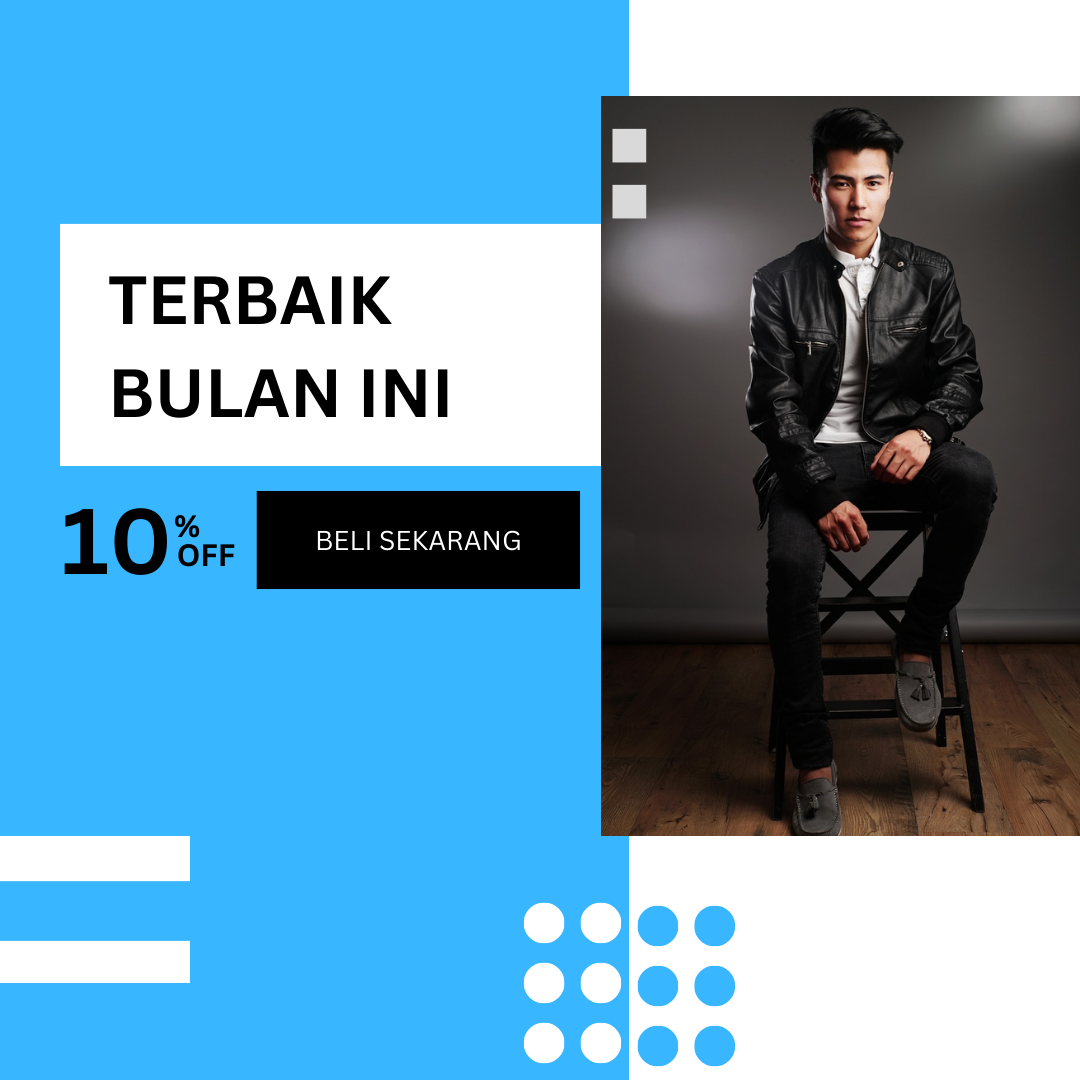 TERBAIK
BULAN INI
10
%
OFF
BELI SEKARANG